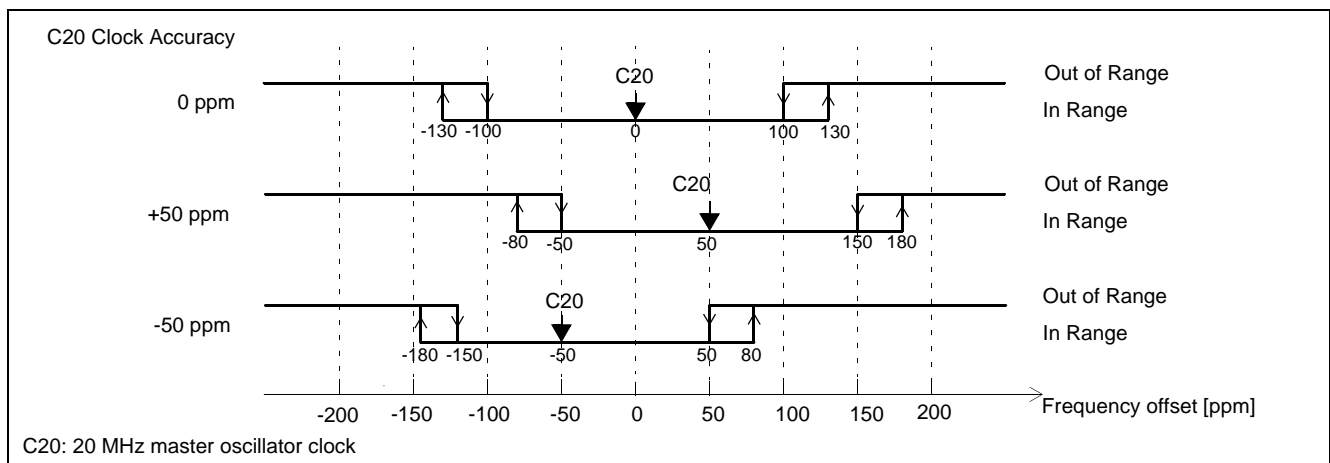 C20 Clock Accuracy
0 ppm
C20
Out of Range
In Range
-130 -100 0 100 130
+50 ppm
C20
Out of Range
In Range
-80 -50 50 150 180
-50 ppm
C20
Out of Range
In Range
-180 -150 -50 50 80
-200 -150 -100 -50 0 50 100 150 200
Frequency offset [ppm]
C20: 20 MHz master oscillator clock